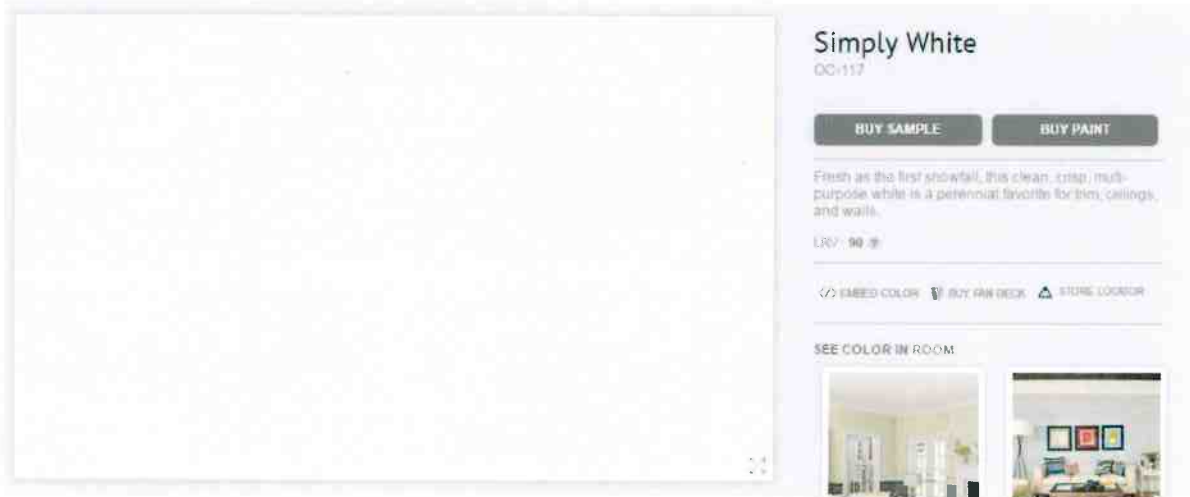 Simply White
OC-117
BUY SAMPLE BUY PAINT
Fresh as the first snowfall, this clean, crisp, multi-
purpose white is a perennial favorite for trim, ceilings,
and walls.
LRV: 90
</> EMBED COLOR BUY FAN DECK STORE LOCATOR
SEE COLOR IN ROOM